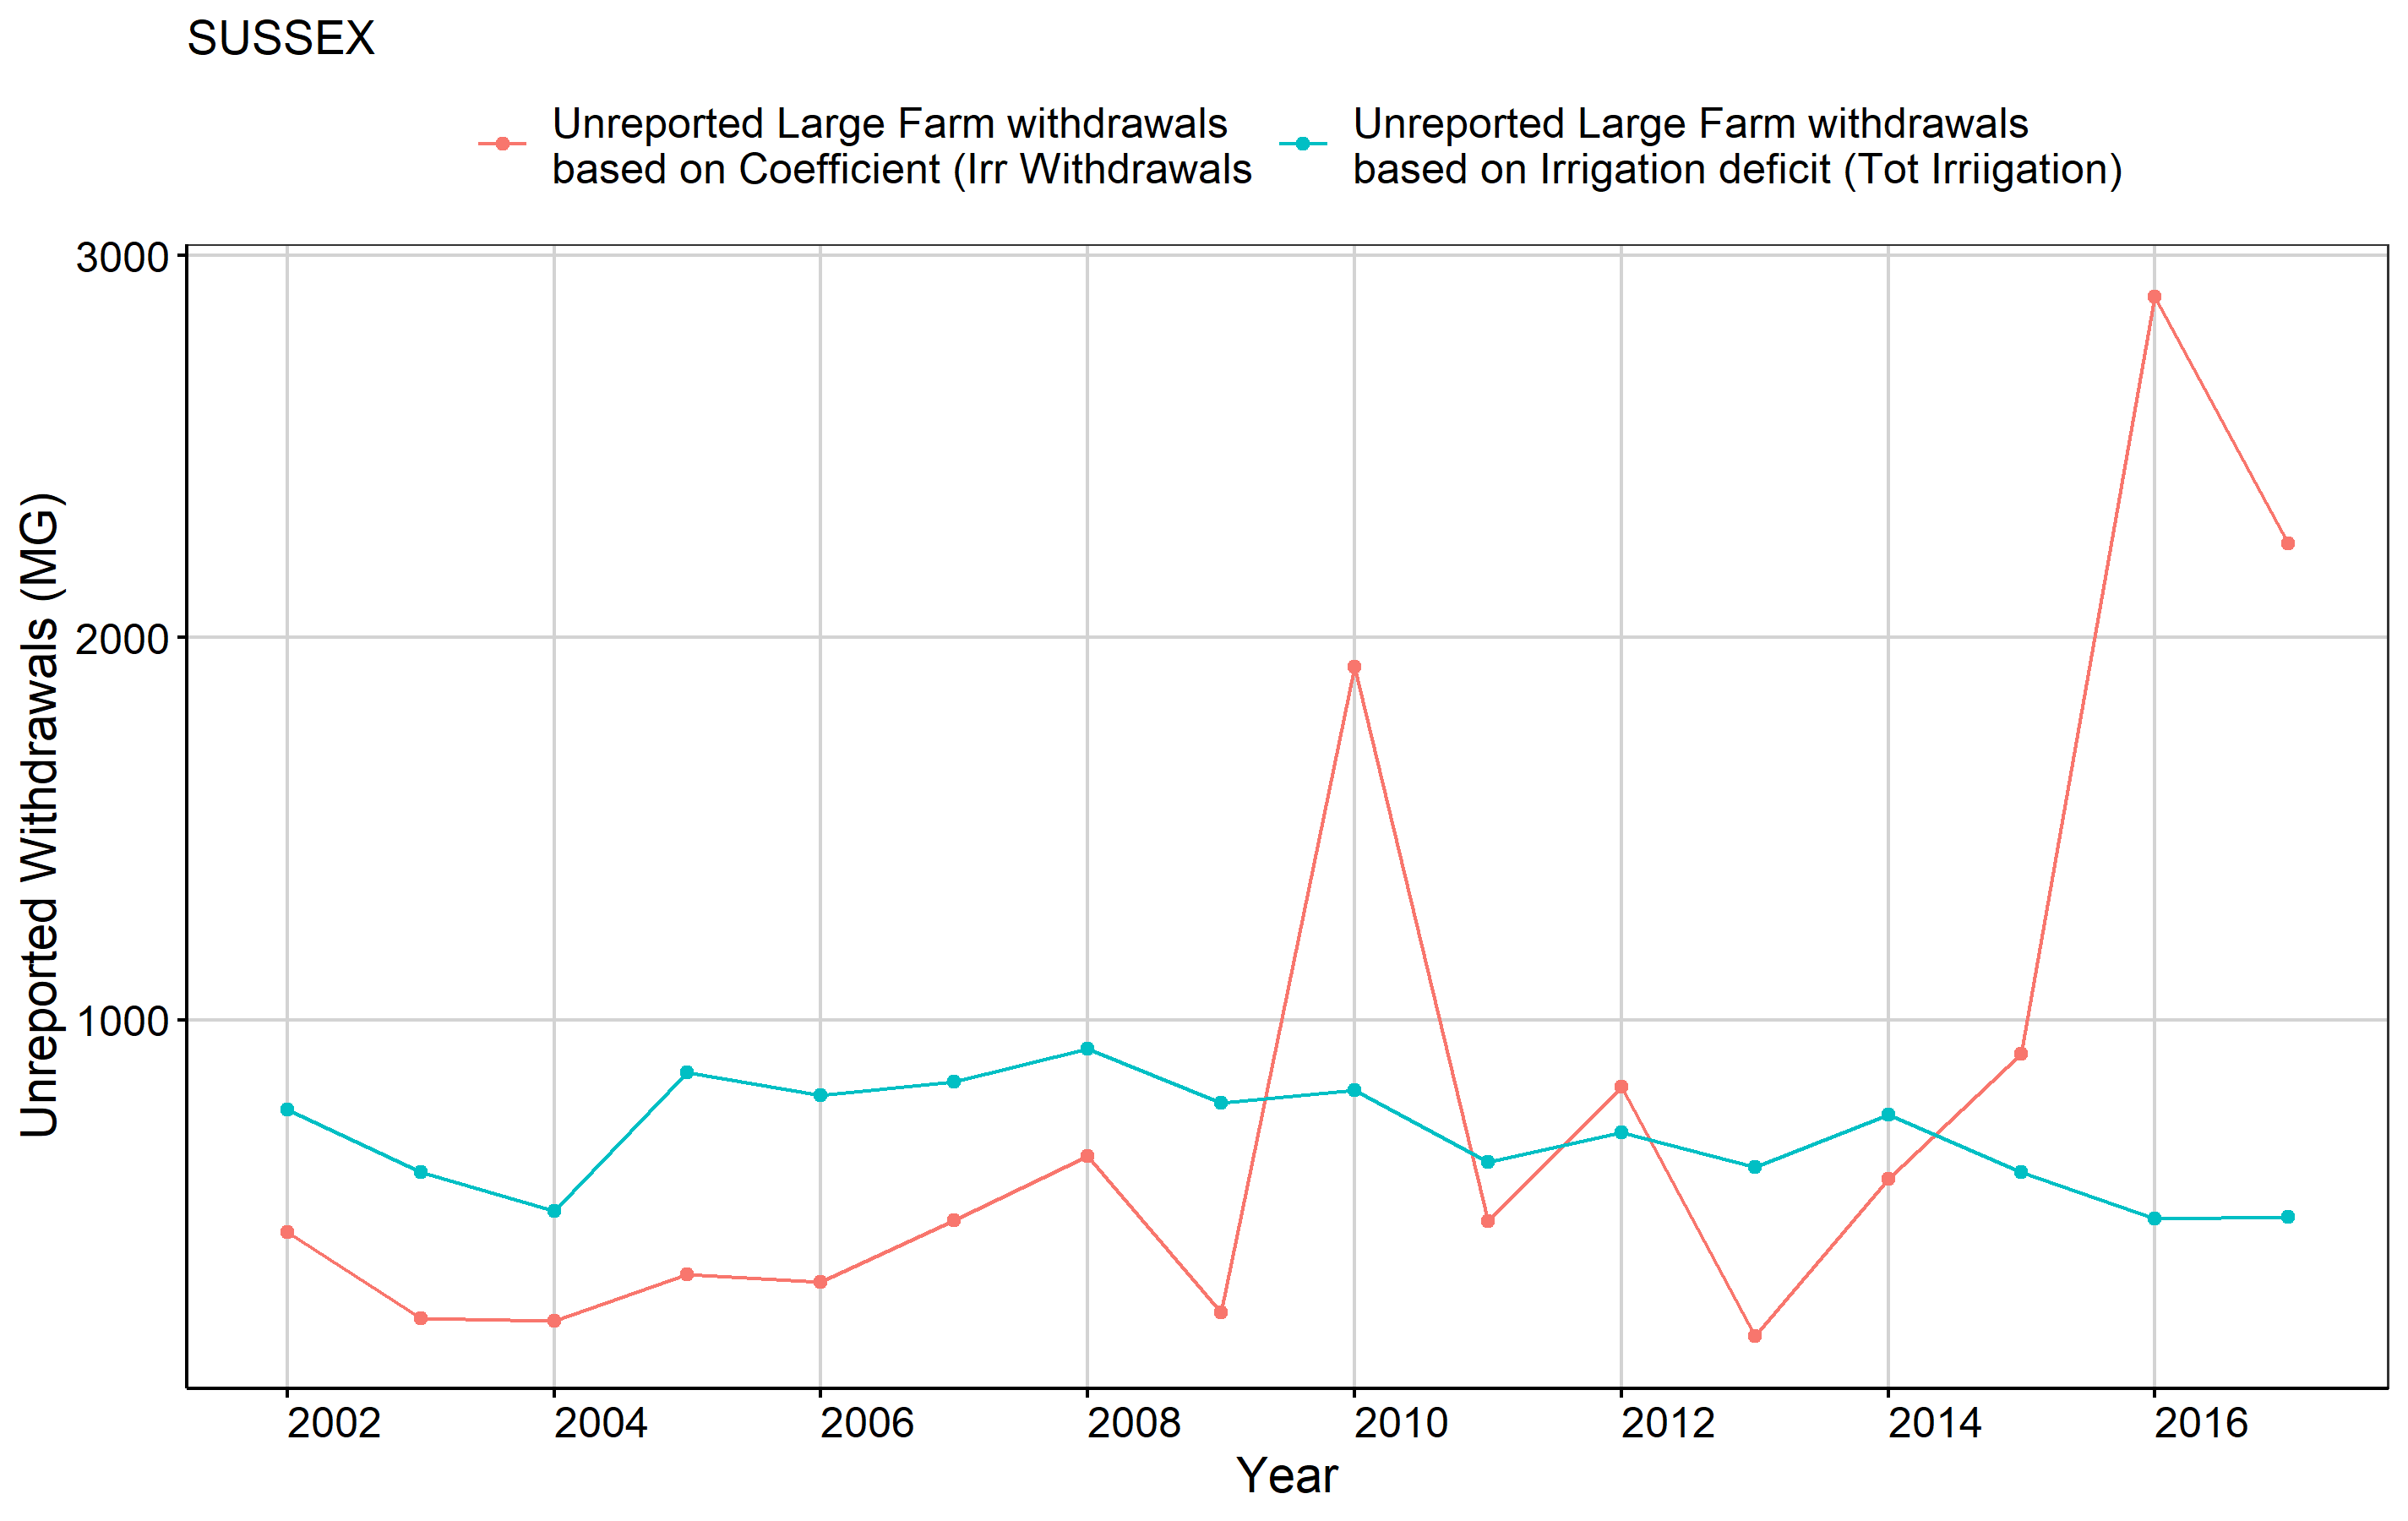 SUSSEX
Unreported Large Farm withdrawals
based on Coefficient (Irr Withdrawals
Unreported Large Farm withdrawals
based on Irrigation deficit (Tot Irriigation)
Unreported Withdrawals (MG)
3000
2000
1000
2002 2004 2006 2008 2010 2012 2014 2016
Year